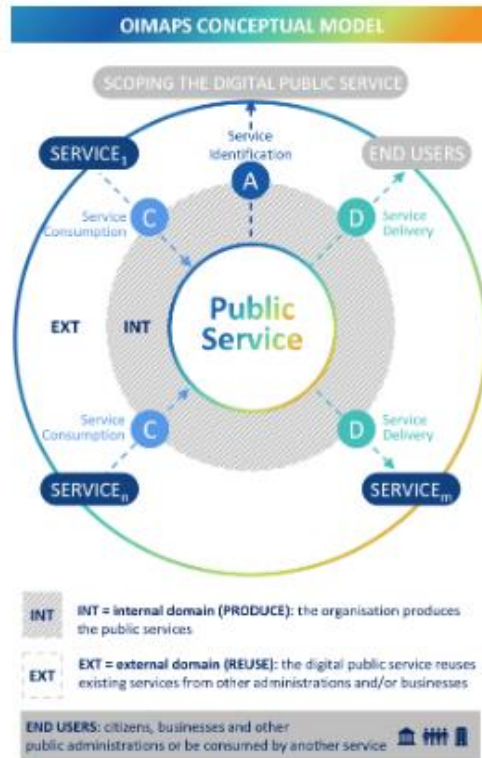 OIMAPS CONCEPTUAL MODEL
SCOPING THE DIGITAL PUBLIC SERVICE
Service
Identification
SERVICE₁
END USERS
A
Service
Consumption
C
D
Service
Delivery
EXT
INT
Public
Service
Service
Consumption
C
D
Service
Delivery
SERVICEₙ
SERVICEₘ
INT
INT = internal domain (PRODUCE): the organisation produces
the public services
EXT
EXT = external domain (REUSE): the digital public service reuses
existing services from other administrations and/or businesses
END USERS: citizens, businesses and other
public administrations or be consumed by another service